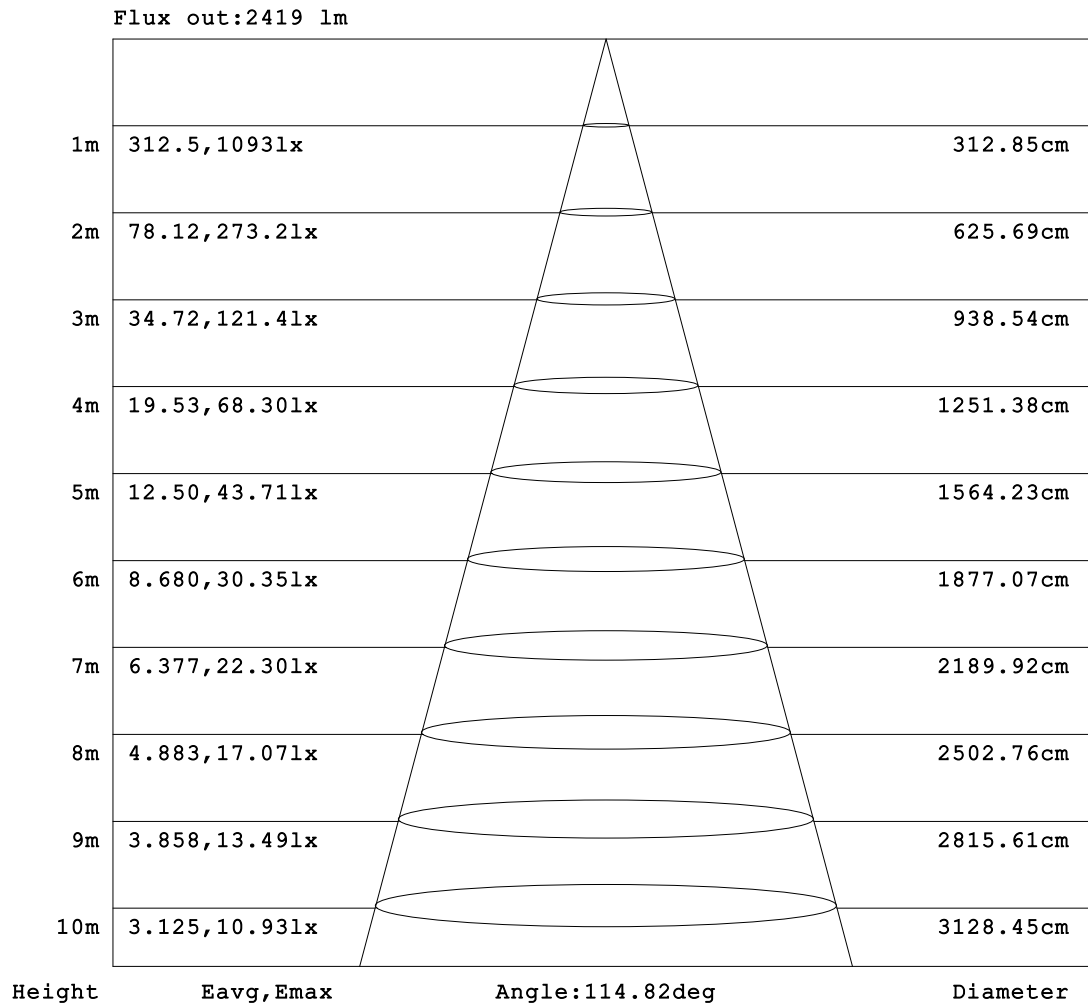 Flux out:2419 lm
1m 312.5,1093lx 312.85cm
2m 78.12,273.2lx 625.69cm
3m 34.72,121.4lx 938.54cm
4m 19.53,68.30lx 1251.38cm
5m 12.50,43.71lx 1564.23cm
6m 8.680,30.35lx 1877.07cm
7m 6.377,22.30lx 2189.92cm
8m 4.883,17.07lx 2502.76cm
9m 3.858,13.49lx 2815.61cm
10m 3.125,10.93lx 3128.45cm
Height Eavg,Emax Angle:114.82deg Diameter